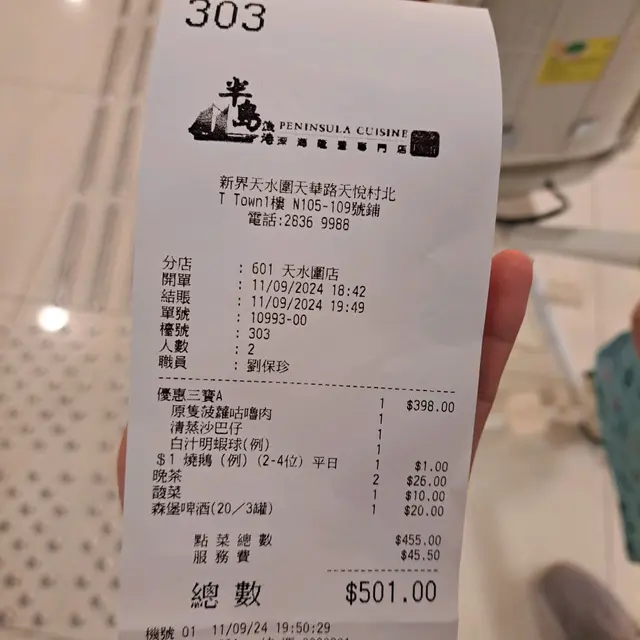 303
半島
漁港 PENINSULA CUISINE
深海龍躉專門店
新界天水圍天華路天悅村北
T Town1樓 N105-109號鋪
電話:2836 9988
分店 : 601 天水圍店
開單 : 11/09/2024 18:42
結賬 : 11/09/2024 19:49
單號 : 10993-00
檯號 : 303
人數 : 2
職員 : 劉保珍
優惠三寶A 1 $398.00
原隻菠蘿咕嚕肉 1
清蒸沙巴仔 1
白汁明蝦球(例) 1
$1 燒鵝 (例) (2-4位) 平日 1 $1.00
晚茶 2 $26.00
酸菜 1 $10.00
森堡啤酒(20/3罐) 1 $20.00
點菜總數 $455.00
服務費 $45.50
總數 $501.00
機號 01 11/09/24 19:50:29